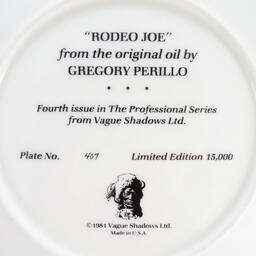 "RODEO JOE"
from the original oil by
GREGORY PERILLO
• • •
Fourth issue in The Professional Series
from Vague Shadows Ltd.
Plate No. 407 Limited Edition 15,000
©1981 Vague Shadows Ltd.
Made in U.S.A.